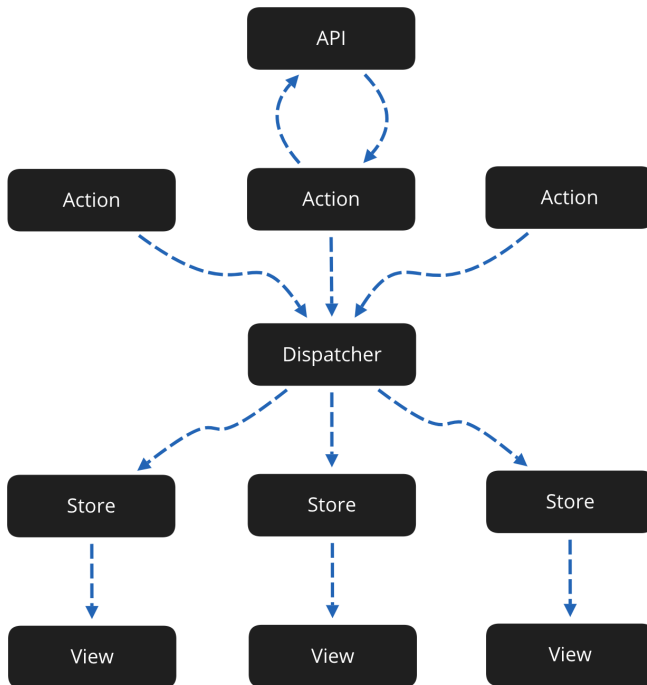 API
Action
Action
Action
Dispatcher
Store
Store
Store
View
View
View